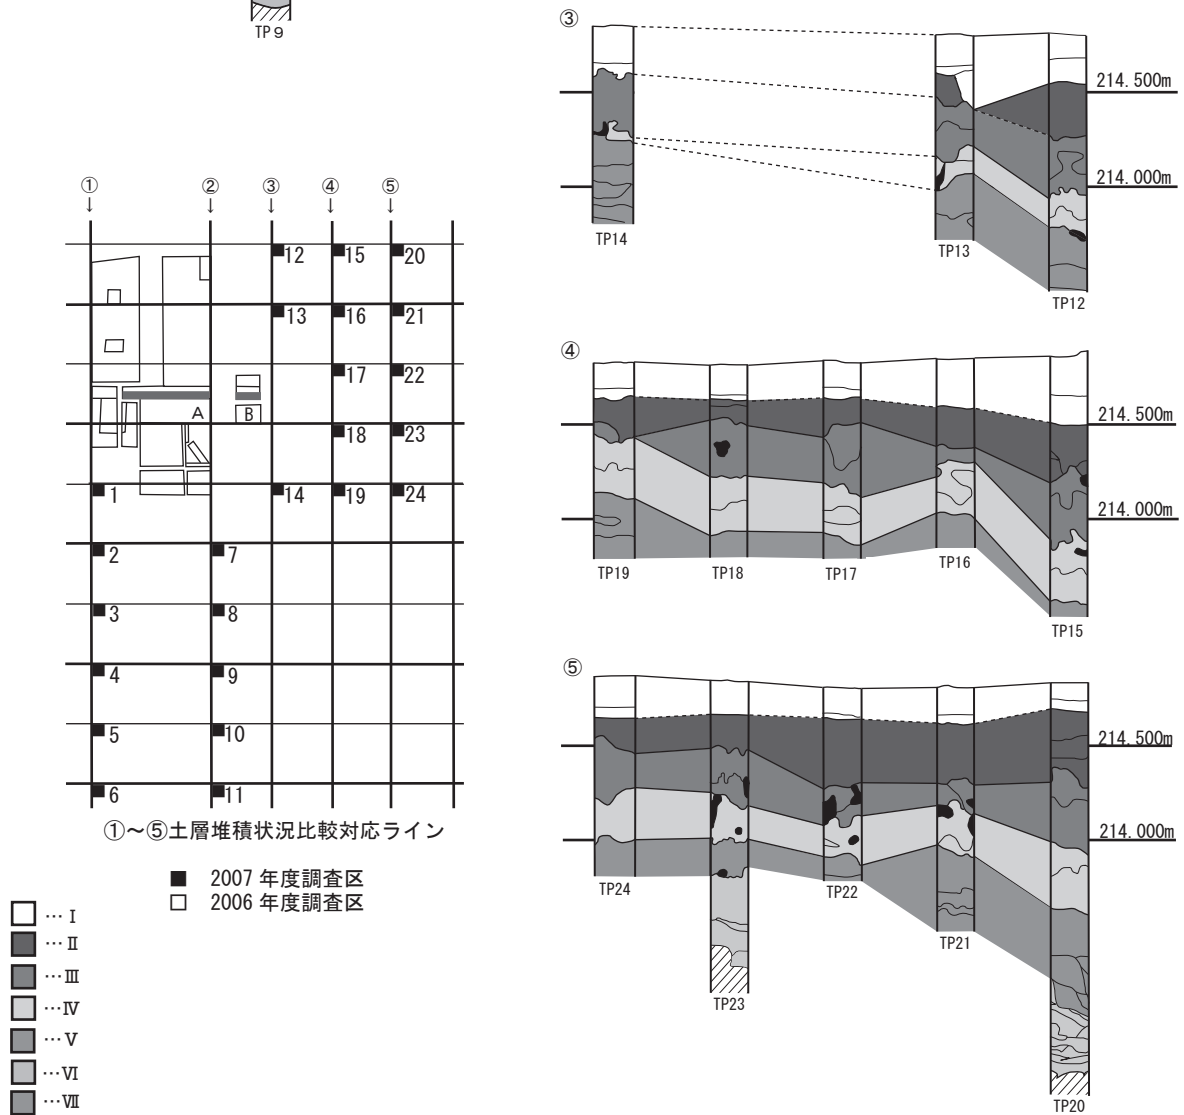 TP9
① ② ③ ④ ⑤
↓ ↓ ↓ ↓ ↓
12 15 20
13 16 21
17 22
A B
18 23
1 14 19 24
2 7
3 8
4 9
5 10
6 11
①～⑤土層堆積状況比較対応ライン
■ 2007 年度調査区
□ 2006 年度調査区
…Ⅰ
…Ⅱ
…Ⅲ
…Ⅳ
…Ⅴ
…Ⅵ
…Ⅶ
③
214.500m
214.000m
TP14
TP13
TP12
④
214.500m
214.000m
TP19
TP18
TP17
TP16
TP15
⑤
214.500m
214.000m
TP24
TP23
TP22
TP21
TP20